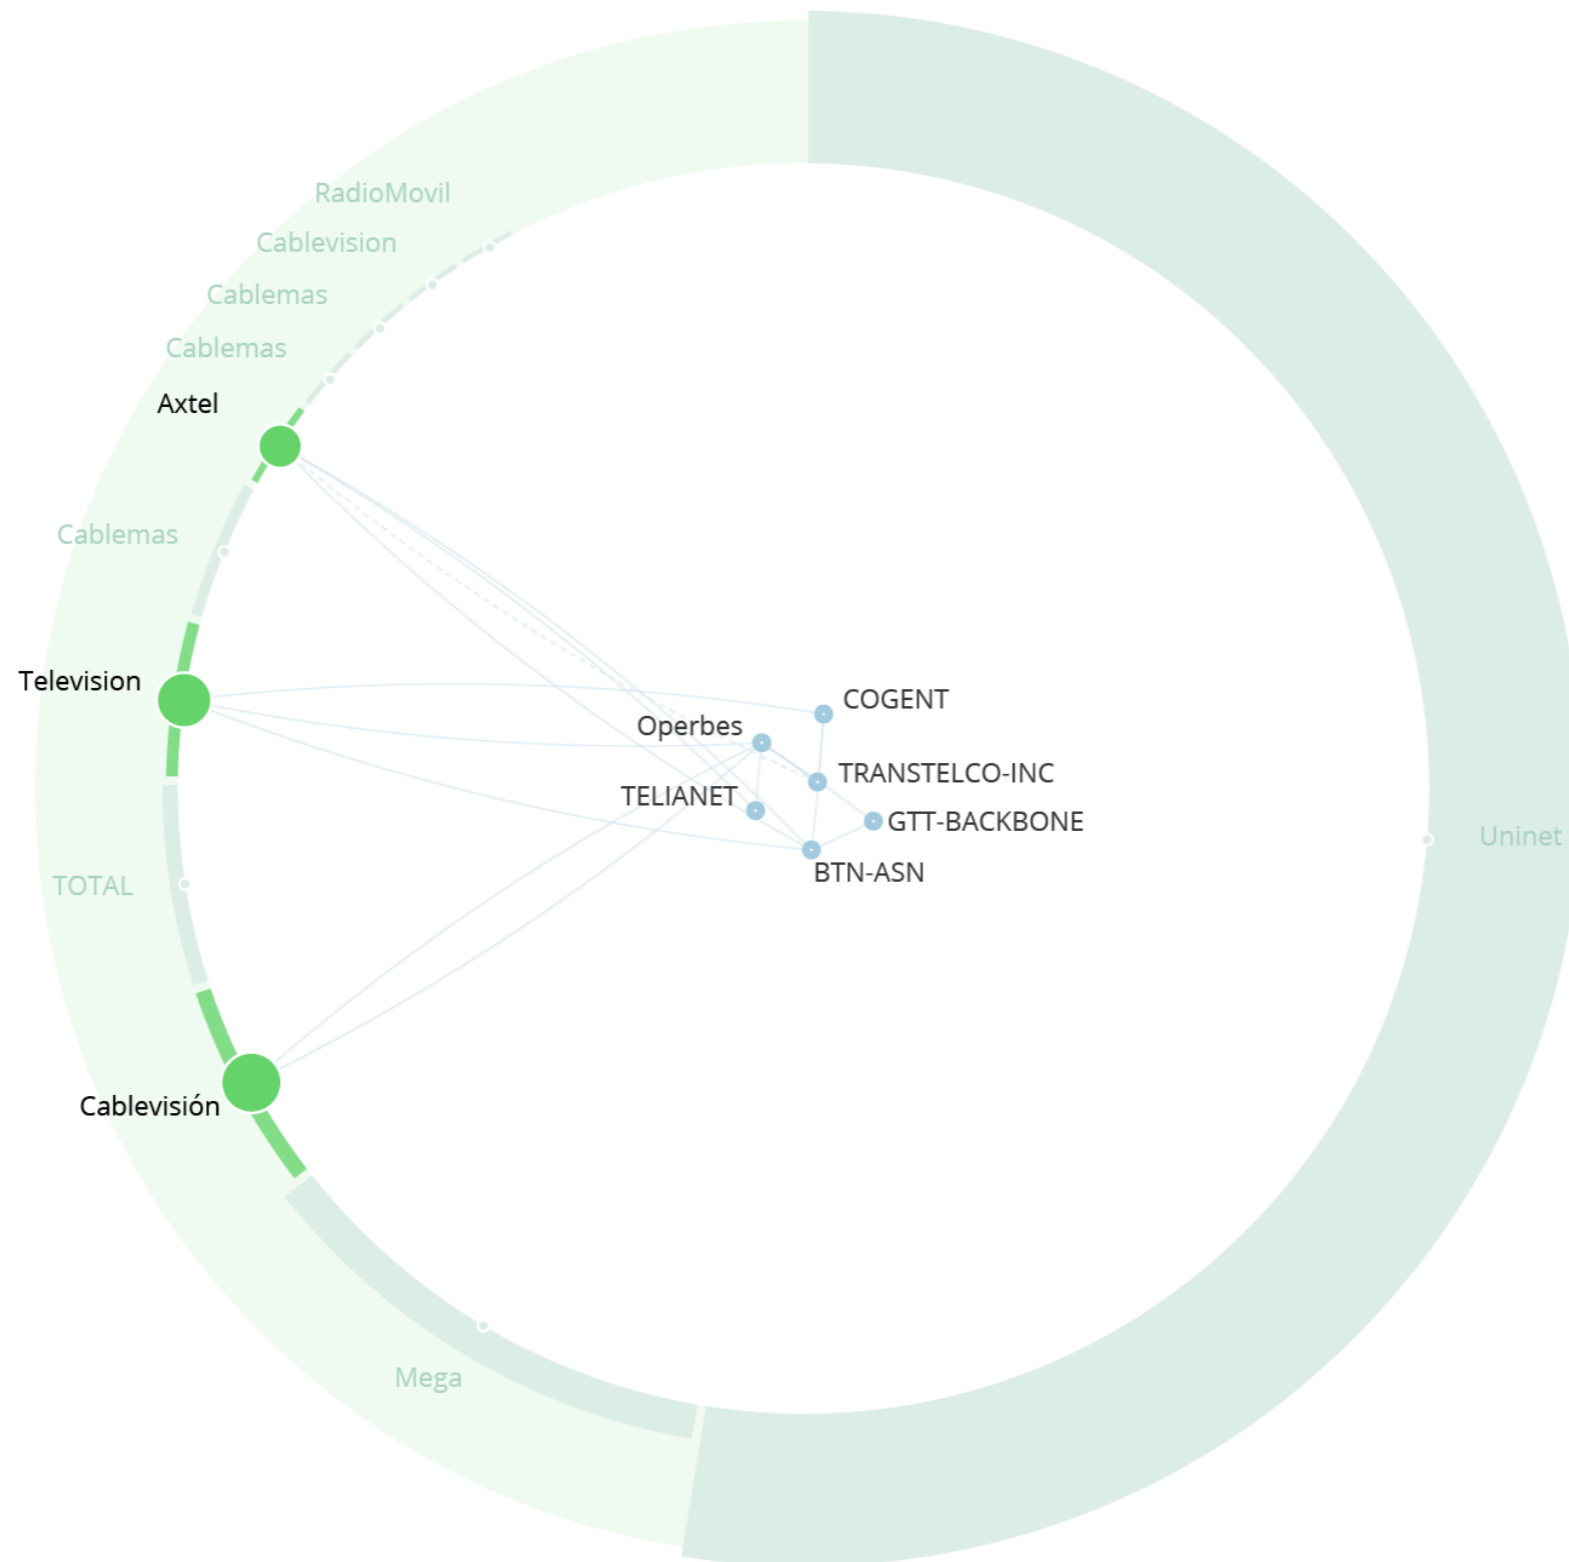 RadioMovil
Cablevision
Cablemas
Cablemas
Axtel
Cablemas
Television
COGENT
Operbes
TRANSTELCO-INC
TELIANET
GTT-BACKBONE
Uninet
BTN-ASN
TOTAL
Cablevisión
Mega